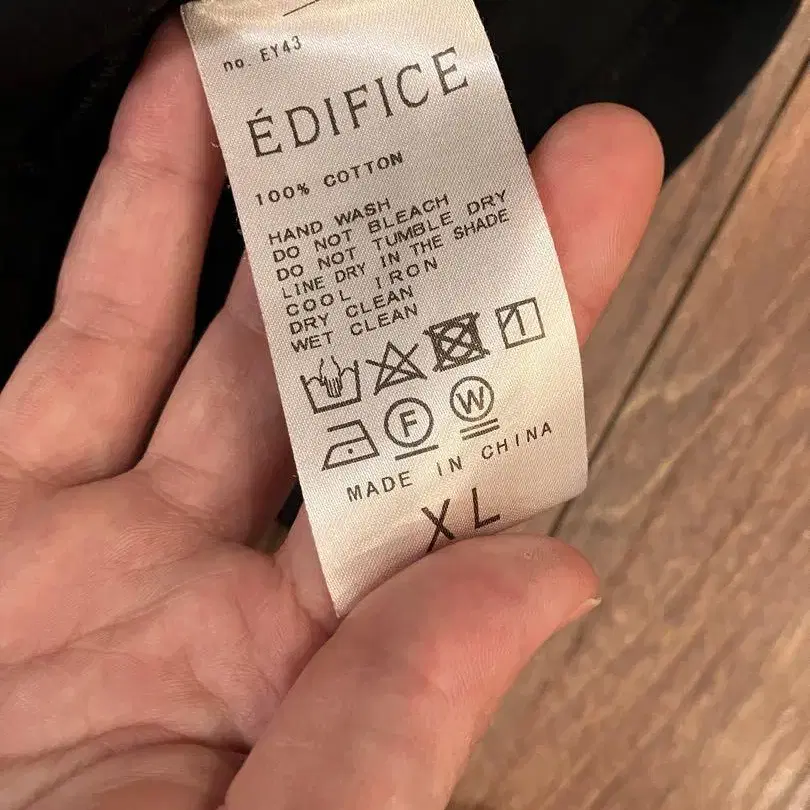 no. EY43
ÉDIFICE
100% COTTON
HAND WASH
DO NOT BLEACH
DO NOT TUMBLE DRY
LINE DRY IN THE SHADE
COOL IRON
DRY CLEAN
WET CLEAN
F W
MADE IN CHINA
XL